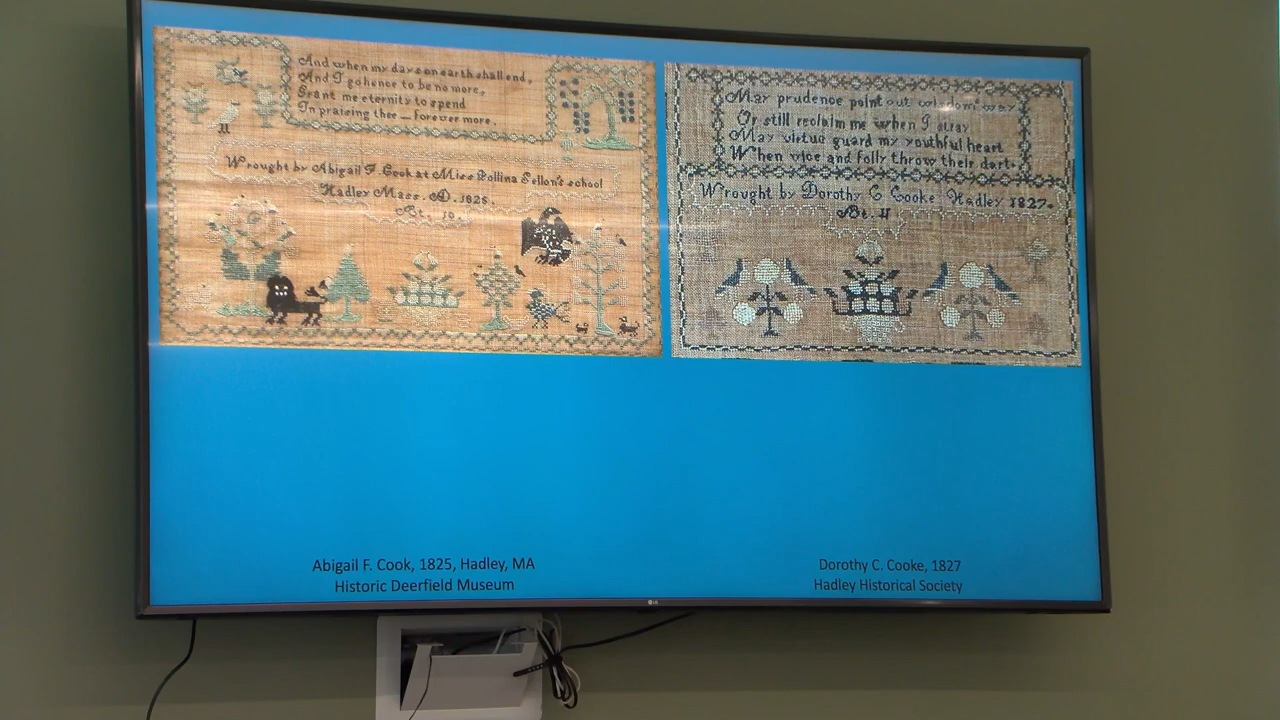 And when my days on earth shall end,
And I go hence to be no more,
Grant me eternity to spend
In praising thee — forever more.
Wrought by Abigail F. Cook at Miss Pollina Sellon's school
Hadley Mass. A.D. 1825.
Æt. 10.
May prudence point out wisdom way
Or still reclaim me when I stray
May virtue guard my youthful heart
When vice and folly throw their dart.
Wrought by Dorothy C Cooke Hadley 1827.
Æt. 11.
Abigail F. Cook, 1825, Hadley, MA
Historic Deerfield Museum
Dorothy C. Cooke, 1827
Hadley Historical Society
LG